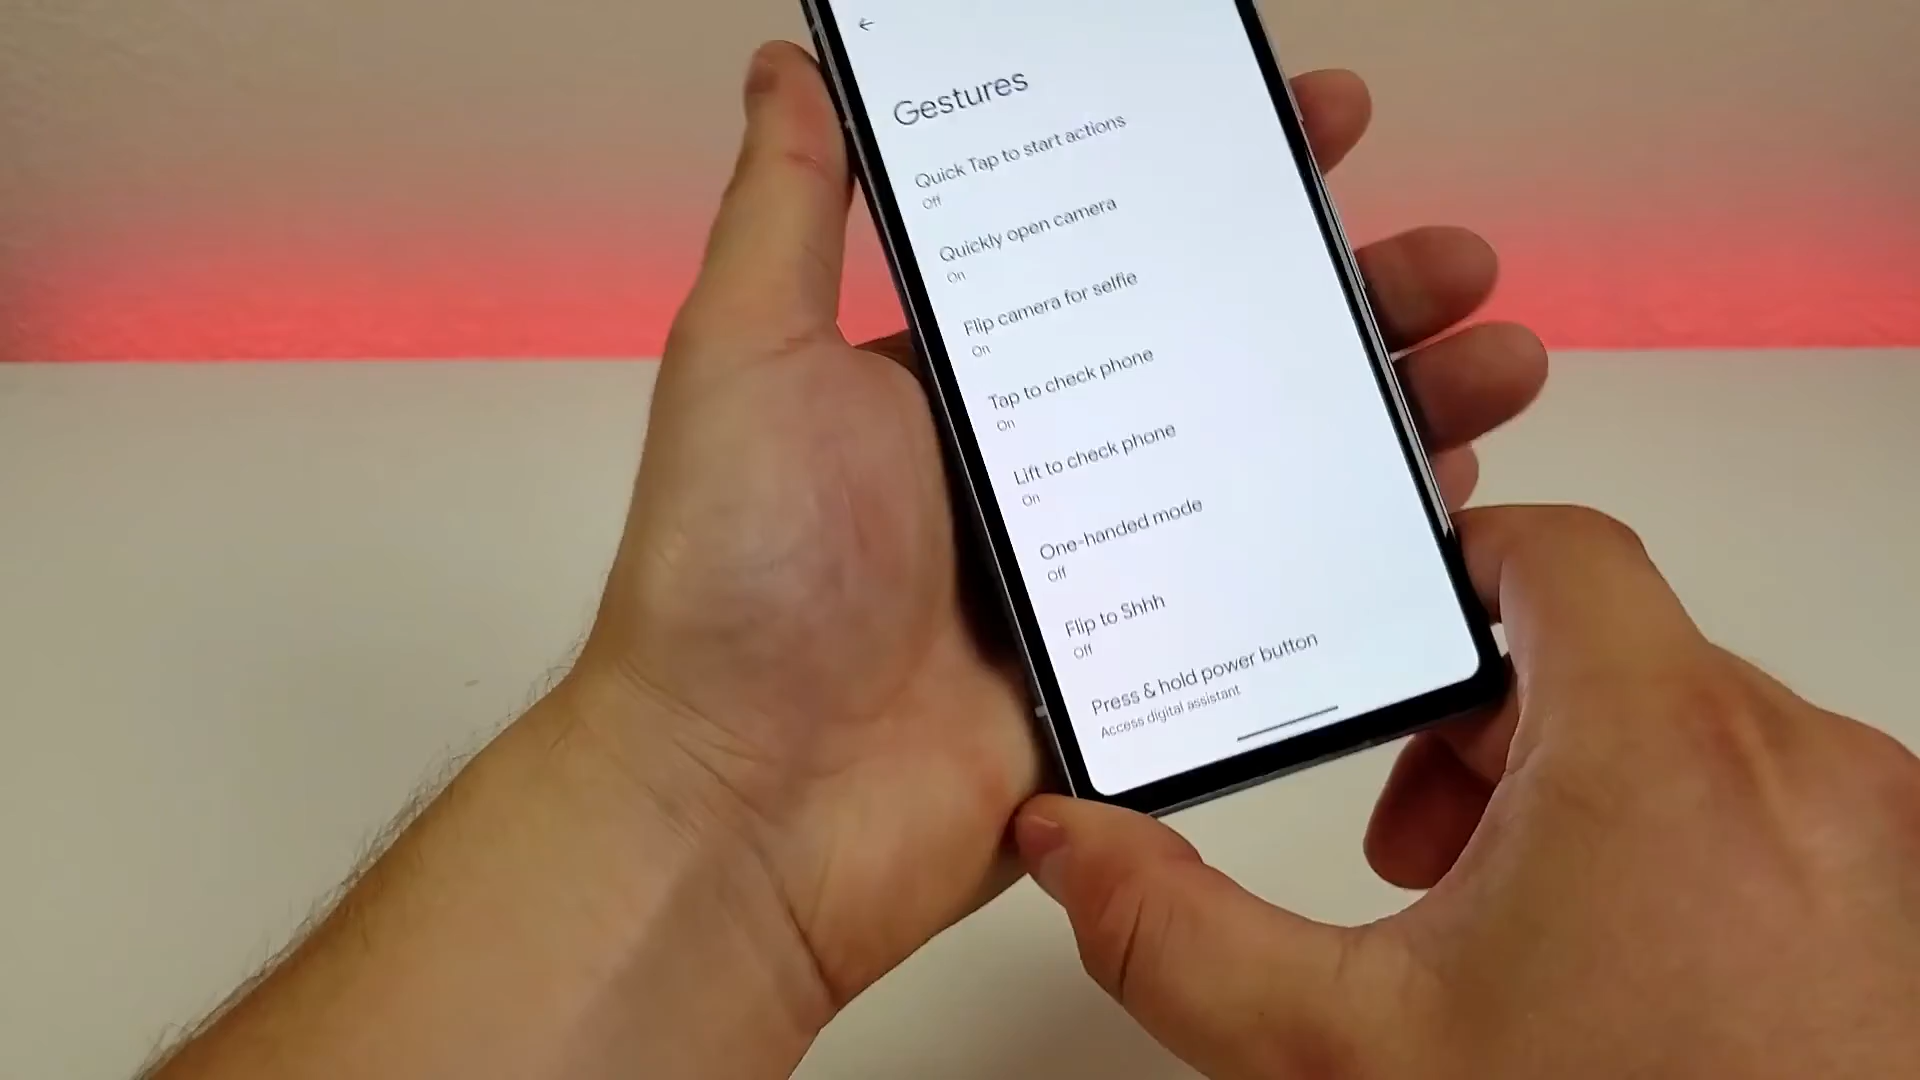 Gestures
Quick Tap to start actions
Off
Quickly open camera
On
Flip camera for selfie
On
Tap to check phone
On
Lift to check phone
On
One-handed mode
Off
Flip to Shhh
Off
Press & hold power button
Access digital assistant